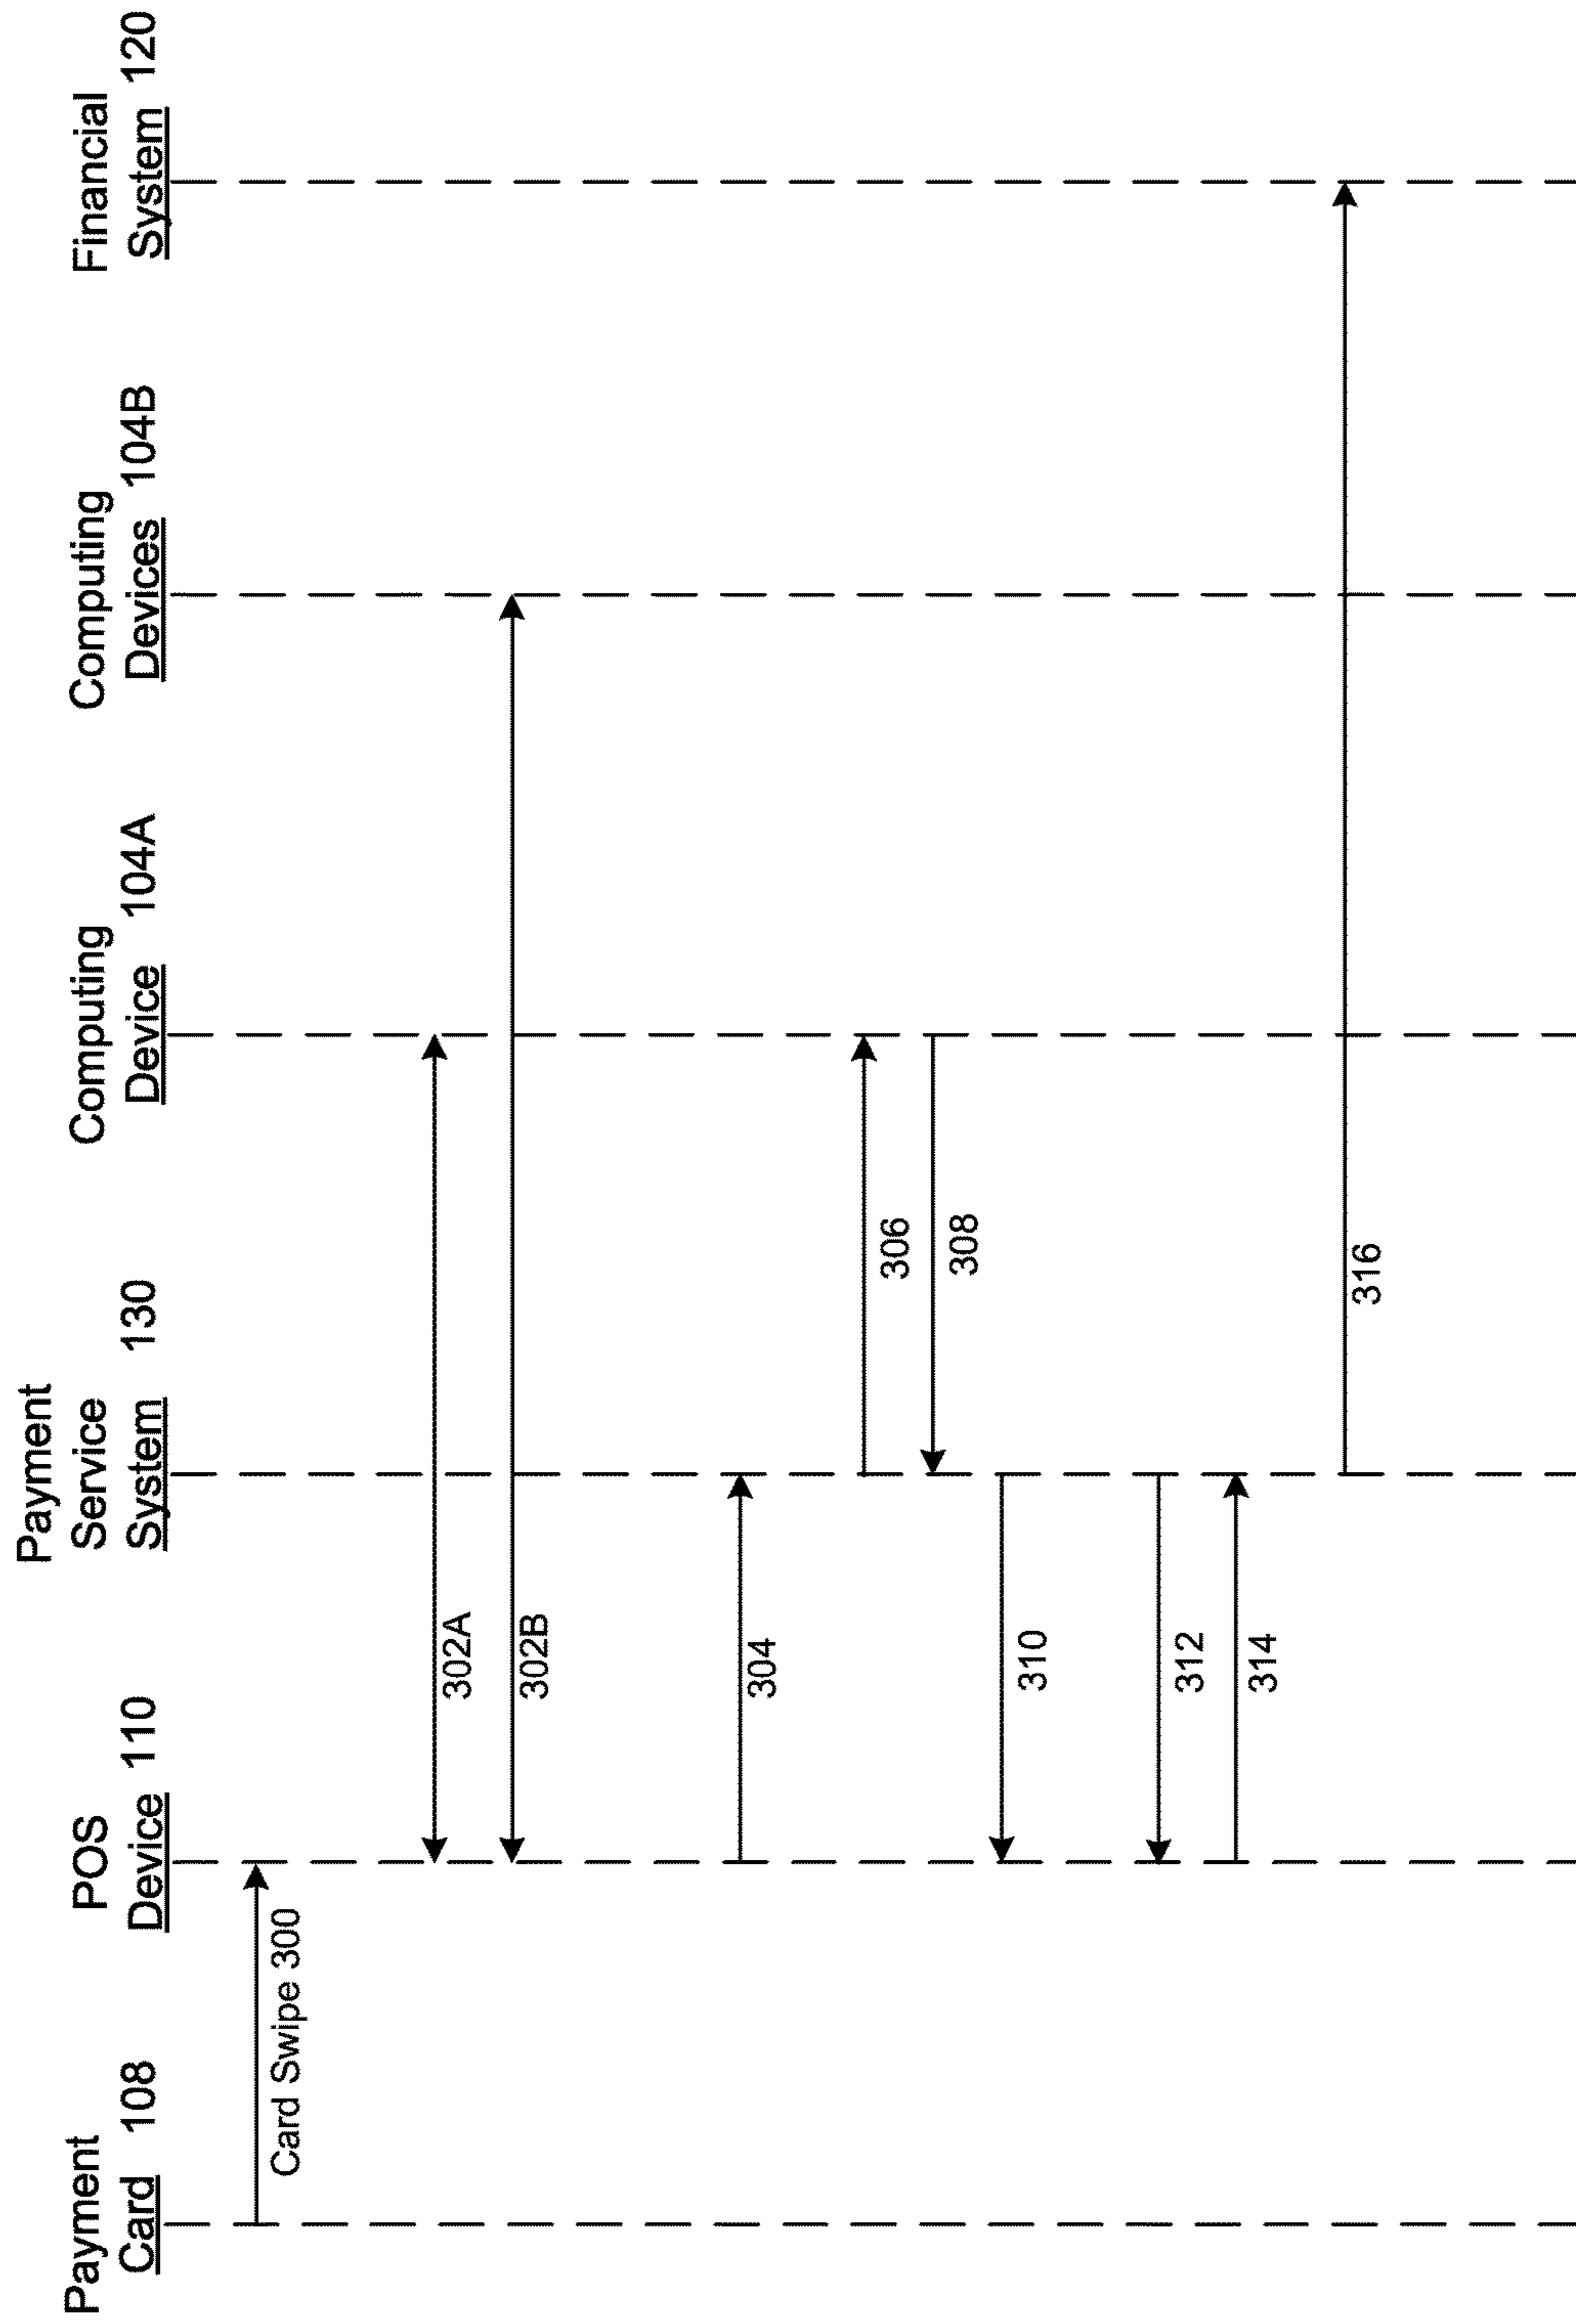 Payment
Card 108
POS
Device 110
Payment
Service
System 130
Computing
Device 104A
Computing
Devices 104B
Financial
System 120
Card Swipe 300
302A
302B
304
306
308
310
312
314
316